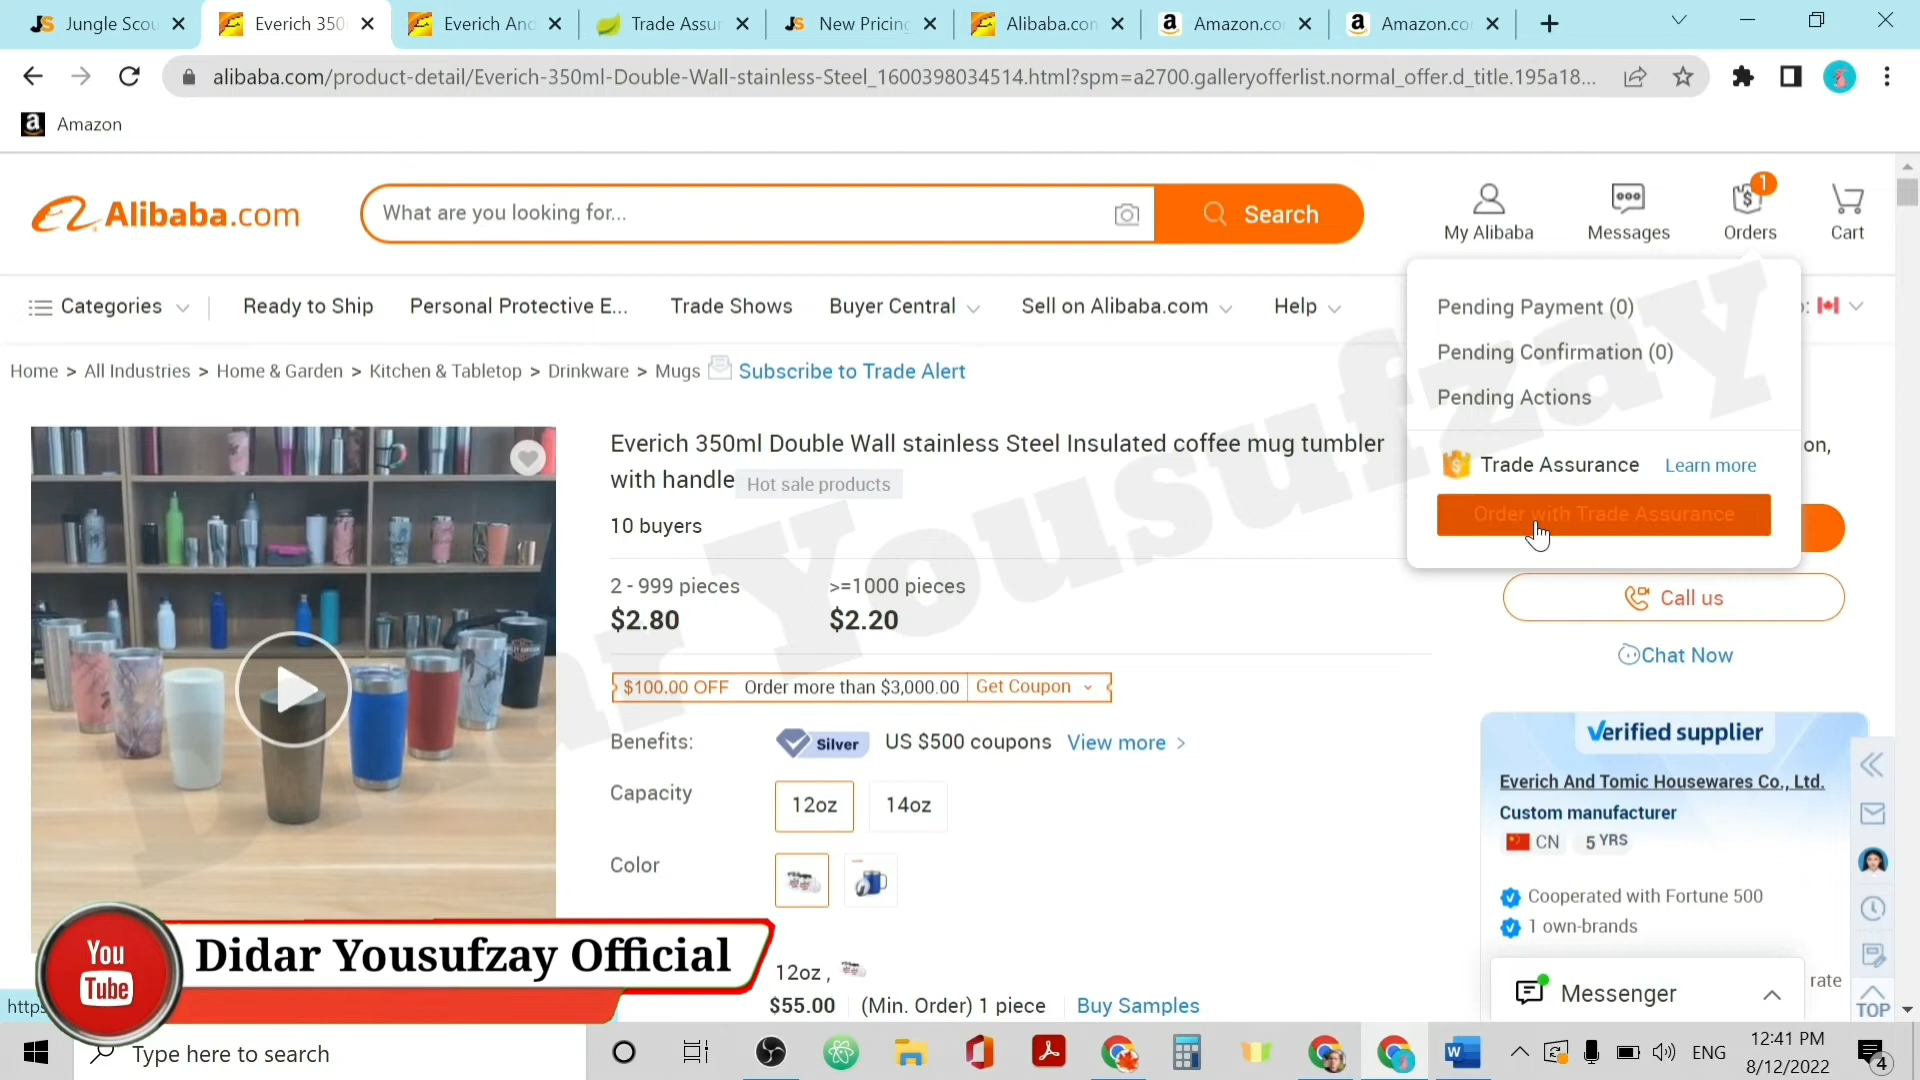 Jungle Scou
Everich 350
Everich And
Trade Assur
New Pricing
Alibaba.con
Amazon.co
Amazon.co
alibaba.com/product-detail/Everich-350ml-Double-Wall-stainless-Steel_1600398034514.html?spm=a2700.galleryofferlist.normal_offer.d_title.195a18...
Amazon
Alibaba.com
What are you looking for...
Search
My Alibaba
Messages
1
Orders
Cart
Categories
Ready to Ship
Personal Protective E...
Trade Shows
Buyer Central
Sell on Alibaba.com
Help
Pending Payment (0)
Pending Confirmation (0)
Pending Actions
Trade Assurance
Learn more
Order with Trade Assurance
Home > All Industries > Home & Garden > Kitchen & Tabletop > Drinkware > Mugs
Subscribe to Trade Alert
Everich 350ml Double Wall stainless Steel Insulated coffee mug tumbler
with handle
Hot sale products
on,
10 buyers
2 - 999 pieces
>=1000 pieces
$2.80
$2.20
Call us
Chat Now
$100.00 OFF
Order more than $3,000.00
Get Coupon
Benefits:
Silver
US $500 coupons
View more >
Capacity
12oz
14oz
Color
Verified supplier
Everich And Tomic Housewares Co., Ltd.
Custom manufacturer
CN
5 YRS
Cooperated with Fortune 500
1 own-brands
rate
Messenger
TOP
12oz ,
$55.00
(Min. Order) 1 piece
Buy Samples
ar Yousufzay
You
Tube
Didar Yousufzay Official
https
Type here to search
ENG
12:41 PM
8/12/2022
4